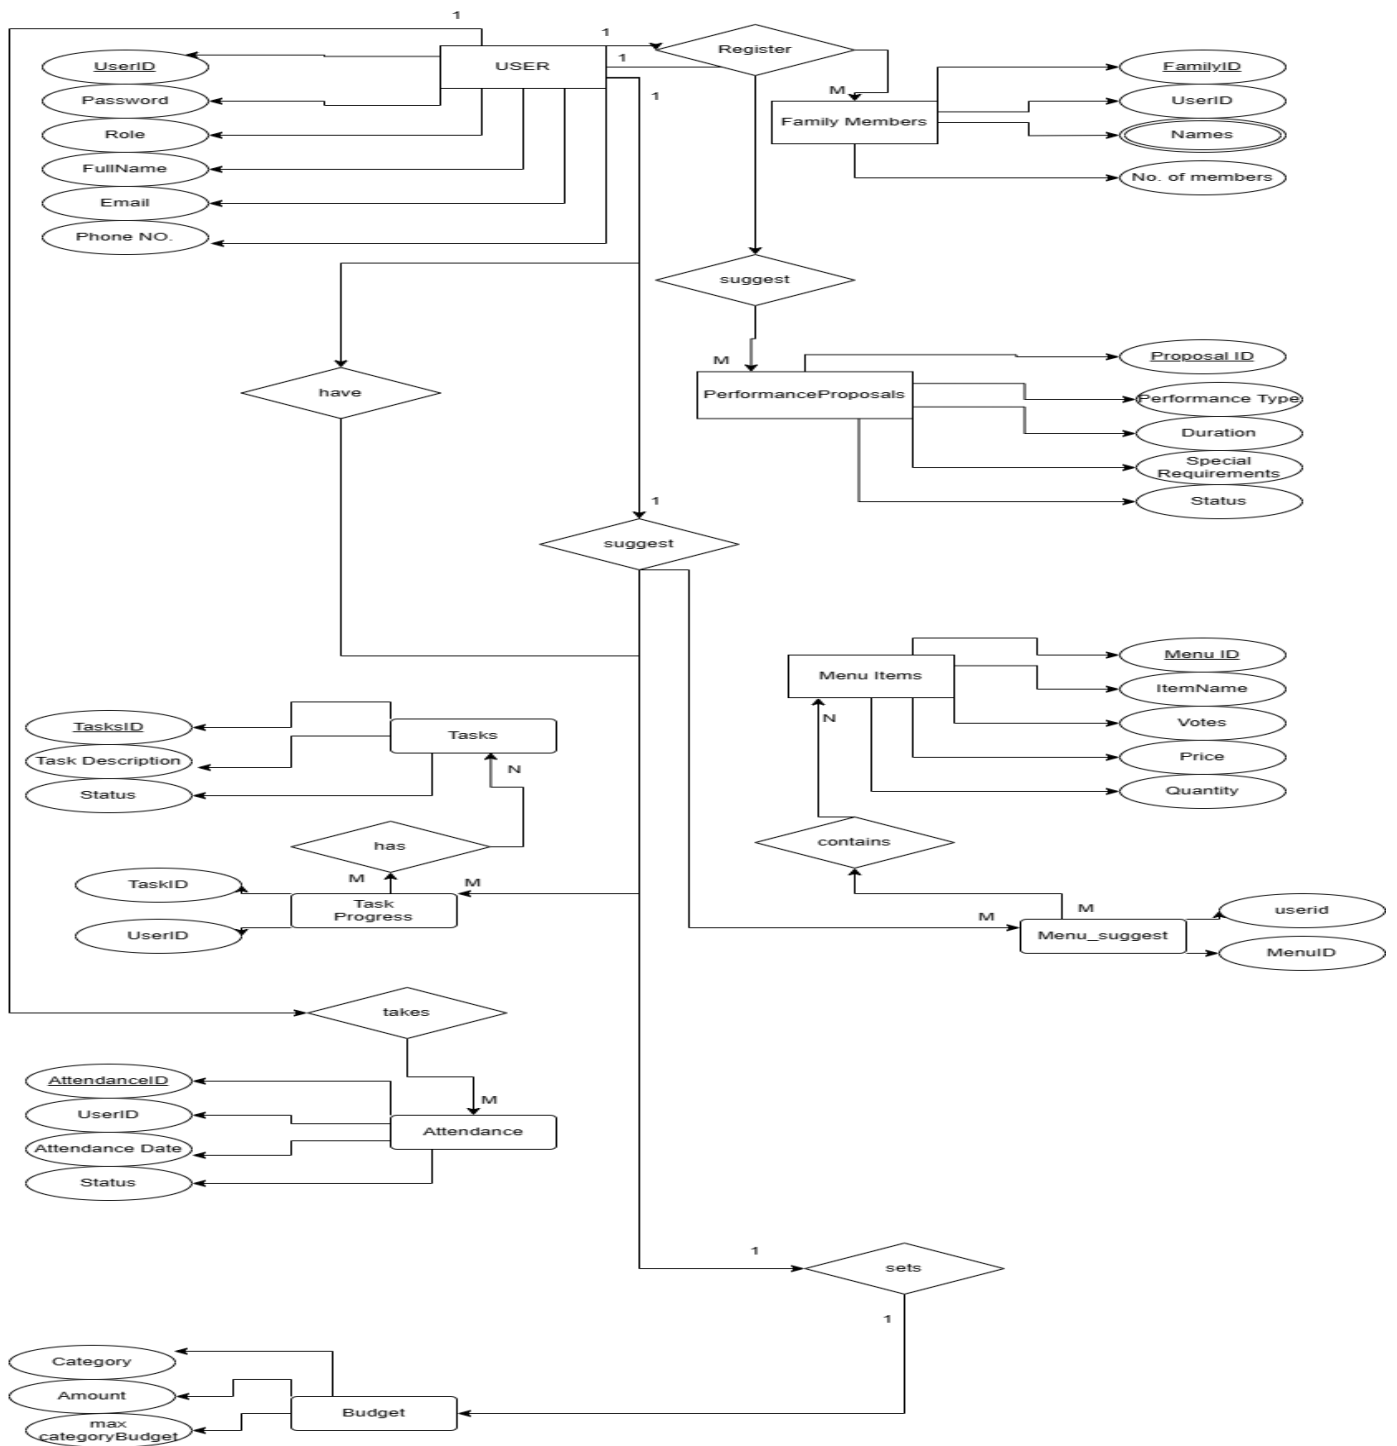 1
USER
1
1
1
Register
UserID
Password
Role
FullName
Email
Phone NO.
M
Family Members
FamilyID
UserID
Names
No. of members
suggest
have
M
PerformanceProposals
Proposal ID
Performance Type
Duration
Special
Requirements
Status
1
suggest
Menu Items
Menu ID
ItemName
Votes
Price
Quantity
N
contains
Tasks
TasksID
Task Description
Status
N
has
M
M
Task
Progress
TaskID
UserID
M
M
Menu_suggest
userid
MenuID
takes
M
Attendance
AttendanceID
UserID
Attendance Date
Status
1
sets
1
Budget
Category
Amount
max
categoryBudget